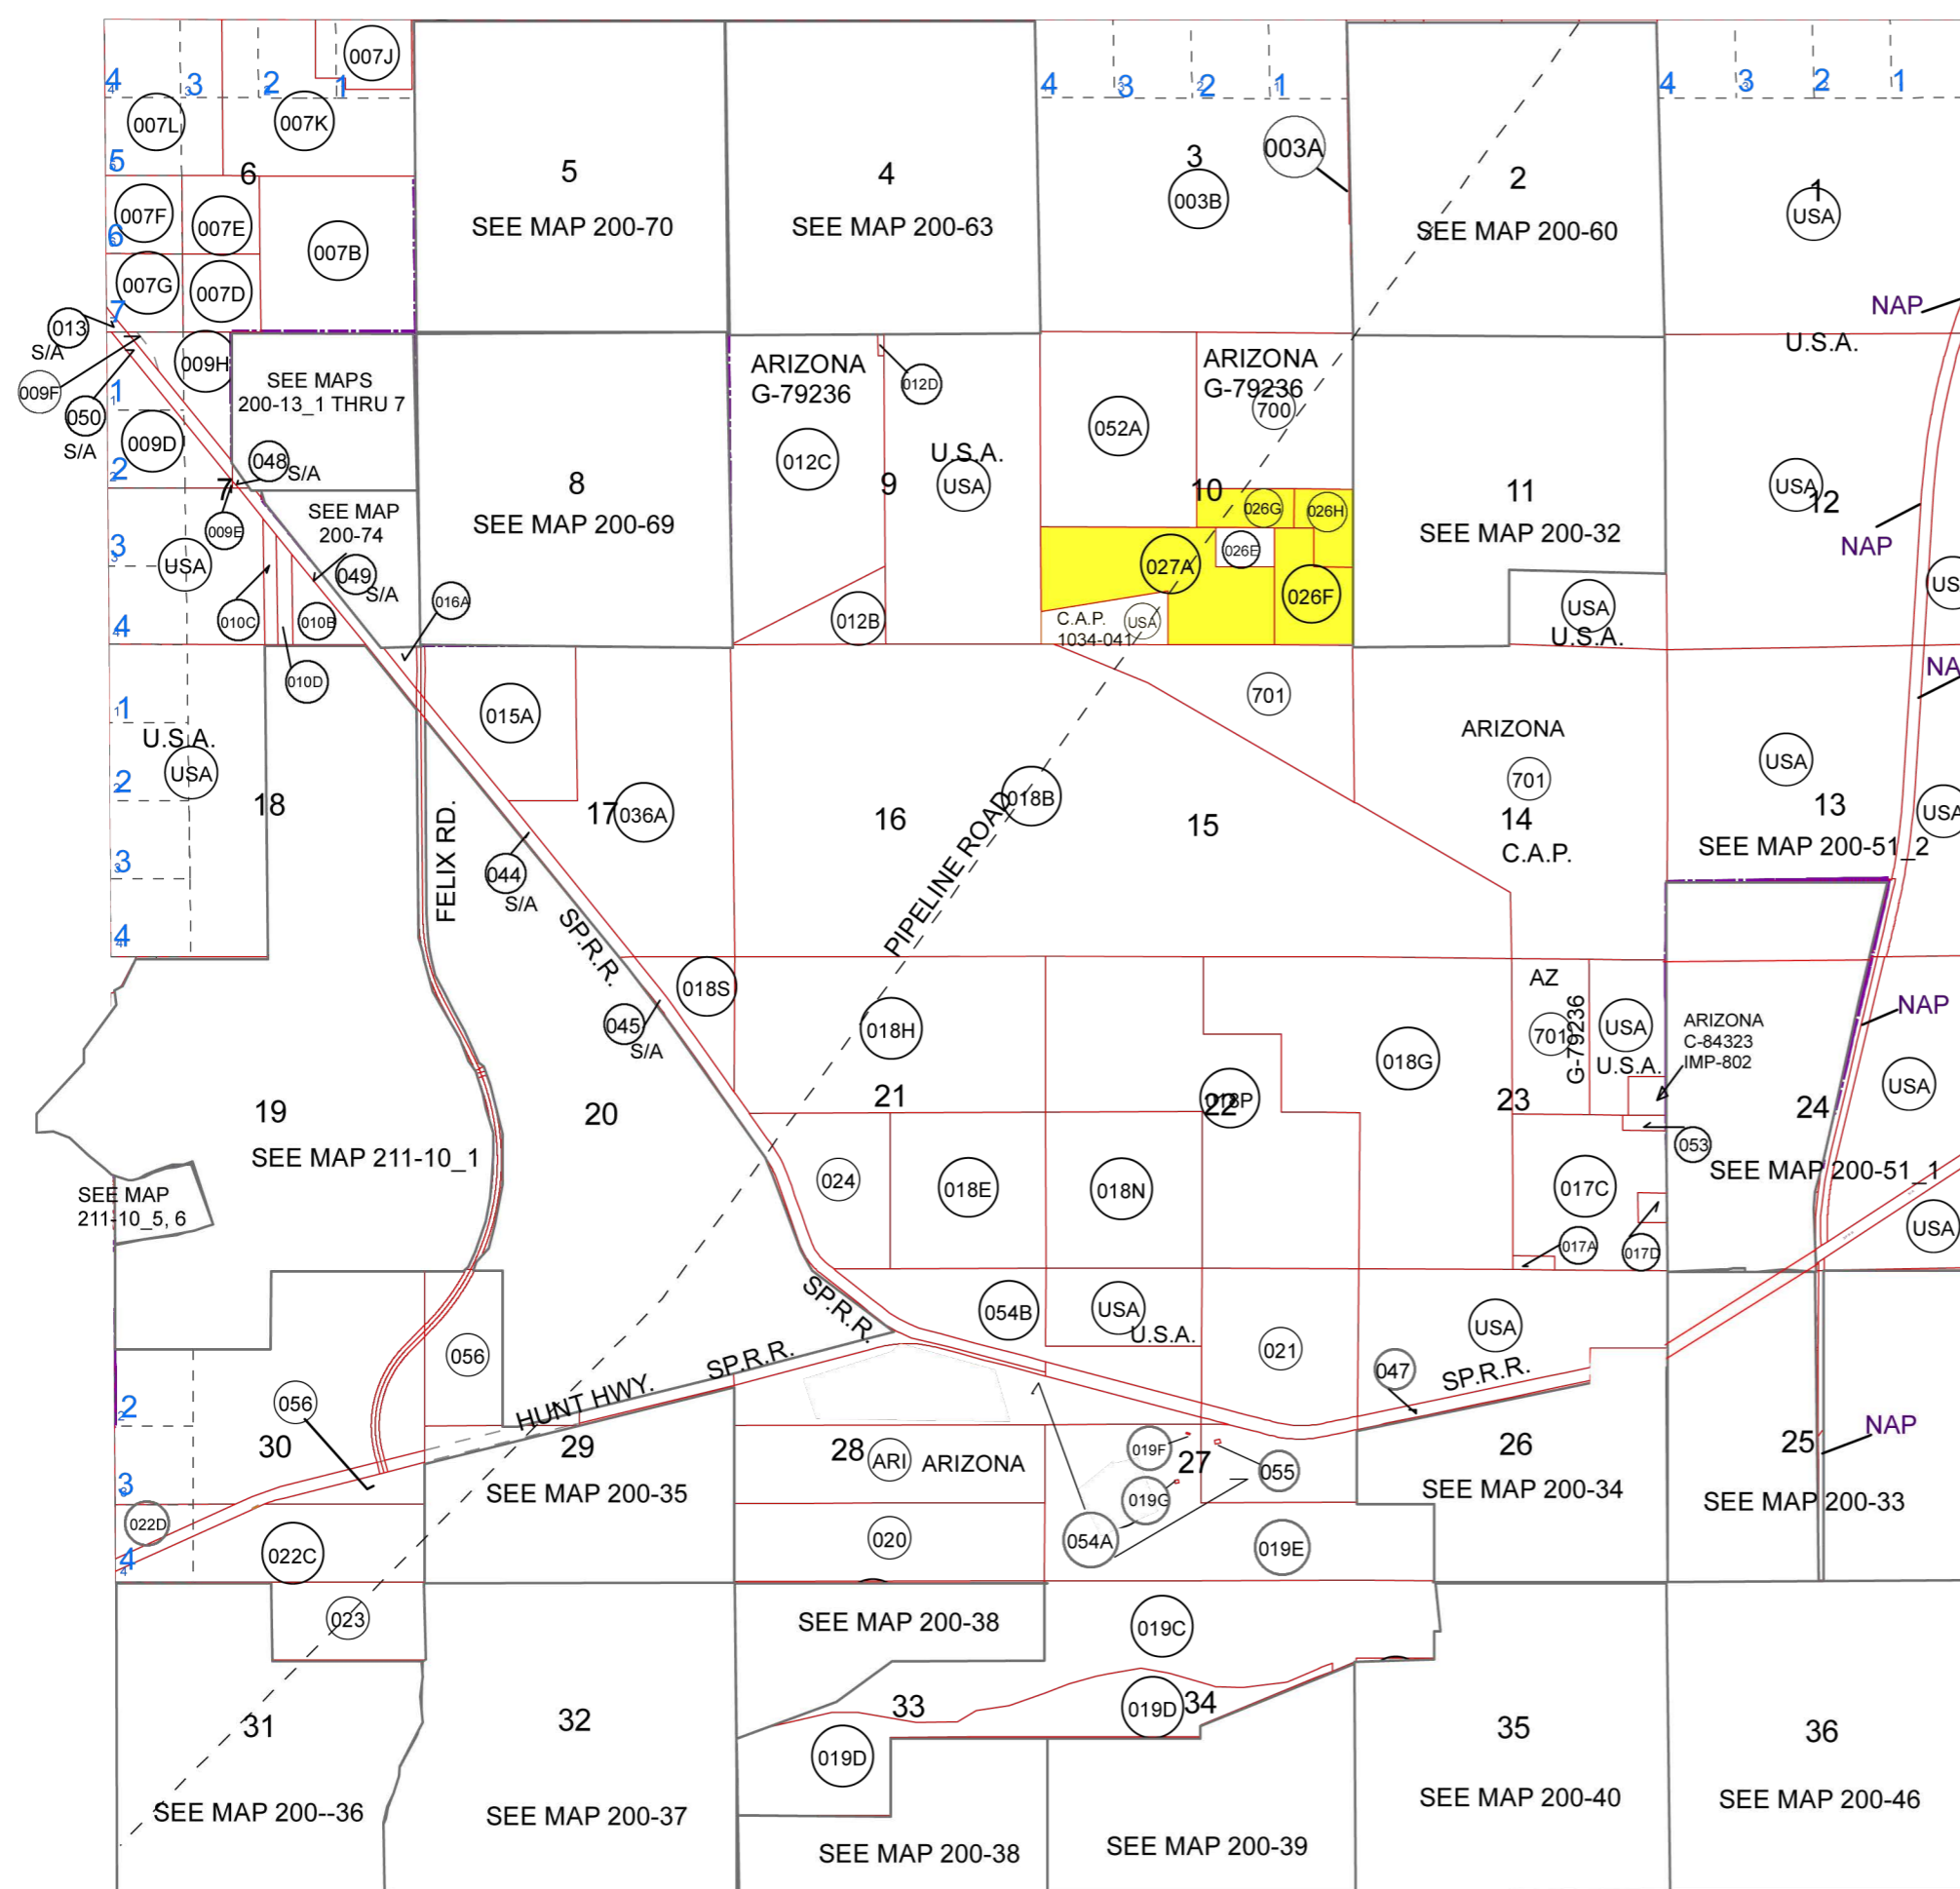 007J
4
3
2
1
4
3
2
1
4
3
2
1
007L
007K
003A
5
6
5
4
3
2
1
007F
007E
007B
SEE MAP 200-70
SEE MAP 200-63
003B
SEE MAP 200-60
USA
6
007G
007D
7
NAP
013
S/A
009H
U.S.A.
009F
050
S/A
1
SEE MAPS
200-13_1 THRU 7
ARIZONA
G-79236
012D
ARIZONA
G-79236
700
009D
052A
2
048
S/A
012C
U.S.A.
USA
7
8
9
10
11
USA
12
SEE MAP
200-74
SEE MAP 200-69
026G
026H
SEE MAP 200-32
009E
NAP
3
USA
049
S/A
027A
026E
026F
US
016A
USA
U.S.A.
010C
010B
012B
C.A.P.
1034-041
USA
4
010D
NA
701
1
015A
U.S.A.
USA
ARIZONA
701
USA
2
018B
18
17
036A
16
15
14
13
USA
FELIX RD.
PIPELINE ROAD
C.A.P.
SEE MAP 200-51_2
3
044
S/A
SP.R.R.
4
018S
AZ
G-79236
701
USA
U.S.A.
ARIZONA
C-84323
IMP-802
NAP
045
S/A
018H
018G
USA
19
20
21
018P
22
23
24
053
SEE MAP 211-10_1
SEE MAP 200-51_1
SEE MAP
211-10_5, 6
024
018E
018N
017C
USA
017A
017D
SP.R.R.
054B
USA
U.S.A.
021
USA
056
SP.R.R.
047
SP.R.R.
056
HUNT HWY.
2
30
29
28
ARI
ARIZONA
019F
27
055
26
25
NAP
3
SEE MAP 200-35
019G
SEE MAP 200-34
SEE MAP 200-33
022D
4
022C
020
054A
019E
023
SEE MAP 200-38
019C
31
32
33
019D
34
35
36
019D
SEE MAP 200--36
SEE MAP 200-37
SEE MAP 200-38
SEE MAP 200-39
SEE MAP 200-40
SEE MAP 200-46